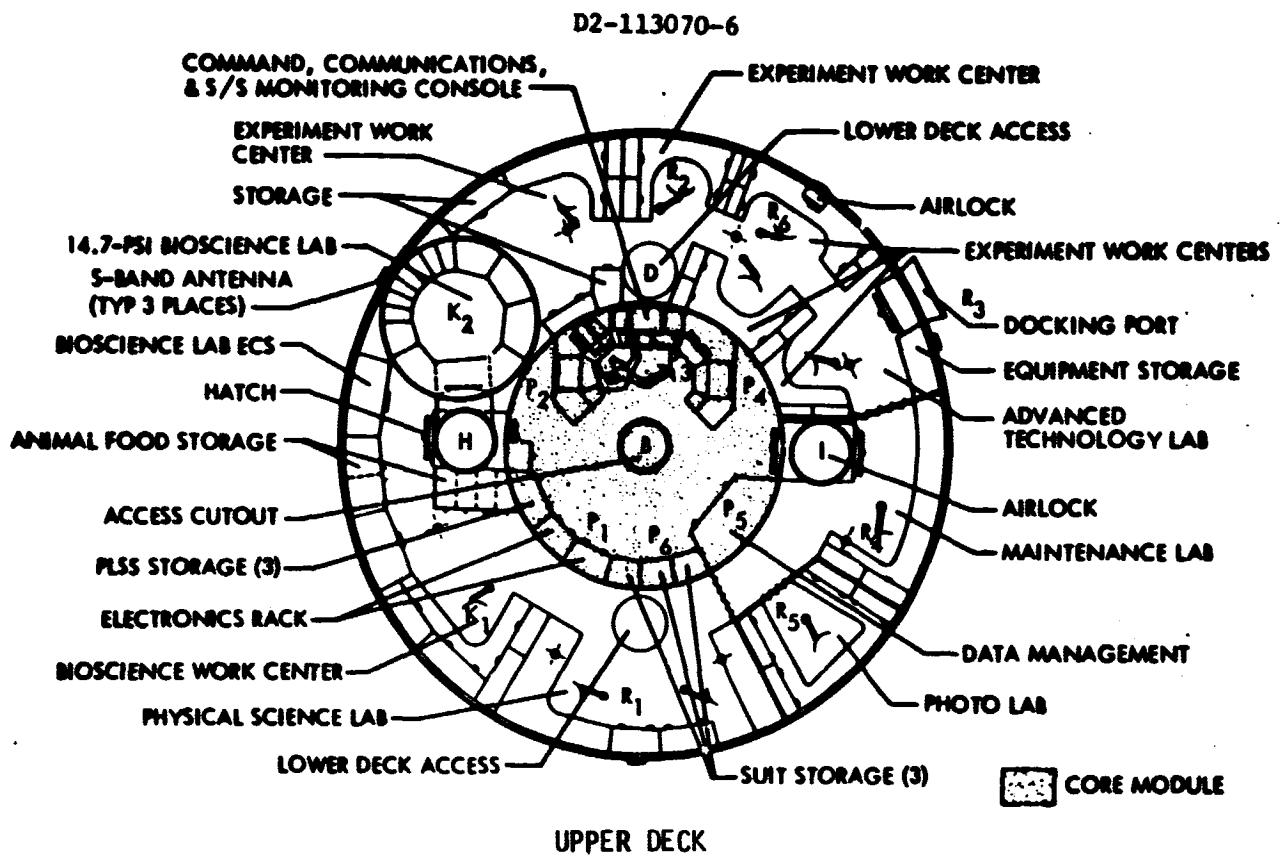 D2-113070-6
COMMAND, COMMUNICATIONS,
& S/S MONITORING CONSOLE
EXPERIMENT WORK CENTER
EXPERIMENT WORK
CENTER
LOWER DECK ACCESS
STORAGE
AIRLOCK
14.7-PSI BIOSCIENCE LAB
EXPERIMENT WORK CENTERS
S-BAND ANTENNA
(TYP 3 PLACES)
DOCKING PORT
BIOSCIENCE LAB ECS
EQUIPMENT STORAGE
HATCH
ADVANCED
TECHNOLOGY LAB
ANIMAL FOOD STORAGE
AIRLOCK
ACCESS CUTOUT
MAINTENANCE LAB
PLSS STORAGE (3)
ELECTRONICS RACK
DATA MANAGEMENT
BIOSCIENCE WORK CENTER
PHOTO LAB
PHYSICAL SCIENCE LAB
LOWER DECK ACCESS
SUIT STORAGE (3)
CORE MODULE
R2
R6
D
R3
K2
P2
3
P4
H
B
I
P1
P6
P5
K1
R5
R1
UPPER DECK